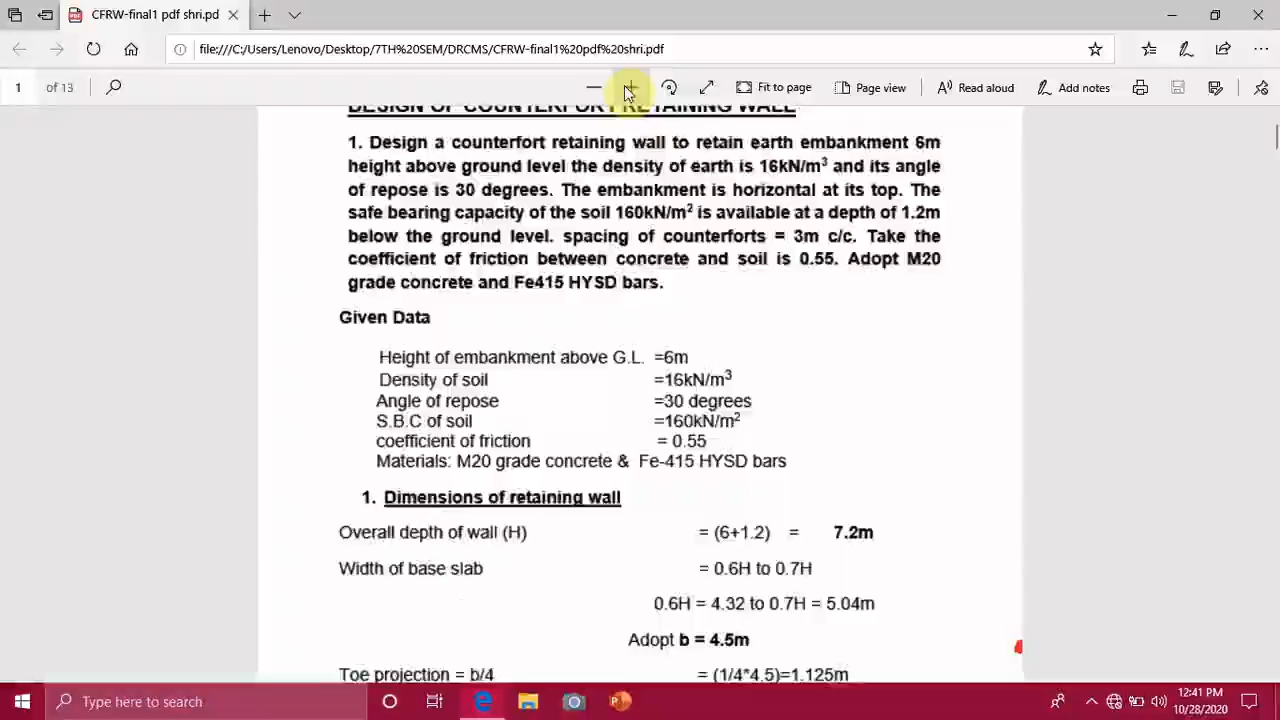 CFRW-final1 pdf shri.pd
file:///C:/Users/Lenovo/Desktop/7TH%20SEM/DRCMS/CFRW-final1%20pdf%20shri.pdf
1 of 13 Fit to page Page view Read aloud Add notes
DESIGN OF COUNTERFORT RETAINING WALL
1. Design a counterfort retaining wall to retain earth embankment 6m
height above ground level the density of earth is 16kN/m³ and its angle
of repose is 30 degrees. The embankment is horizontal at its top. The
safe bearing capacity of the soil 160kN/m² is available at a depth of 1.2m
below the ground level. spacing of counterforts = 3m c/c. Take the
coefficient of friction between concrete and soil is 0.55. Adopt M20
grade concrete and Fe415 HYSD bars.
Given Data
Height of embankment above G.L. =6m
Density of soil =16kN/m³
Angle of repose =30 degrees
S.B.C of soil =160kN/m²
coefficient of friction = 0.55
Materials: M20 grade concrete & Fe-415 HYSD bars
1. Dimensions of retaining wall
Overall depth of wall (H) = (6+1.2) = 7.2m
Width of base slab = 0.6H to 0.7H
0.6H = 4.32 to 0.7H = 5.04m
Adopt b = 4.5m
Toe projection = b/4 = (1/4*4.5)=1.125m
Type here to search
12:41 PM
10/28/2020